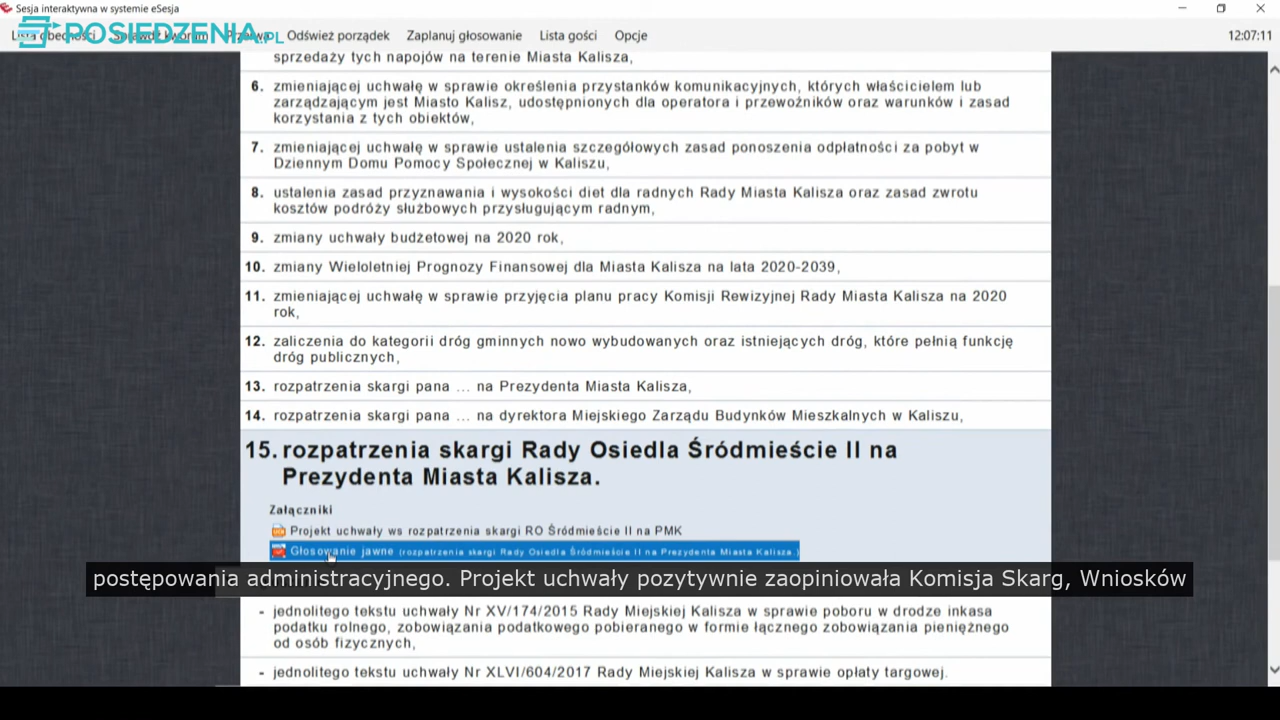 Sesja interaktywna w systemie eSesja
POSIEDZENIA.PL
Lista obecności Sprawdź kworum Przerwa Odśwież porządek Zaplanuj głosowanie Lista gości Opcje 12:07:11
sprzedaży tych napojów na terenie Miasta Kalisza,
6. zmieniającej uchwałę w sprawie określenia przystanków komunikacyjnych, których właścicielem lub
zarządzającym jest Miasto Kalisz, udostępnionych dla operatora i przewoźników oraz warunków i zasad
korzystania z tych obiektów,
7. zmieniającej uchwałę w sprawie ustalenia szczegółowych zasad ponoszenia odpłatności za pobyt w
Dziennym Domu Pomocy Społecznej w Kaliszu,
8. ustalenia zasad przyznawania i wysokości diet dla radnych Rady Miasta Kalisza oraz zasad zwrotu
kosztów podróży służbowych przysługującym radnym,
9. zmiany uchwały budżetowej na 2020 rok,
10. zmiany Wieloletniej Prognozy Finansowej dla Miasta Kalisza na lata 2020-2039,
11. zmieniającej uchwałę w sprawie przyjęcia planu pracy Komisji Rewizyjnej Rady Miasta Kalisza na 2020
rok,
12. zaliczenia do kategorii dróg gminnych nowo wybudowanych oraz istniejących dróg, które pełnią funkcję
dróg publicznych,
13. rozpatrzenia skargi pana ... na Prezydenta Miasta Kalisza,
14. rozpatrzenia skargi pana ... na dyrektora Miejskiego Zarządu Budynków Mieszkalnych w Kaliszu,
15. rozpatrzenia skargi Rady Osiedla Śródmieście II na
Prezydenta Miasta Kalisza.
Załączniki
Projekt uchwały ws rozpatrzenia skargi RO Śródmieście II na PMK
Głosowanie jawne (rozpatrzenia skargi Rady Osiedla Śródmieście II na Prezydenta Miasta Kalisza.)
postępowania administracyjnego. Projekt uchwały pozytywnie zaopiniowała Komisja Skarg, Wniosków
- jednolitego tekstu uchwały Nr XV/174/2015 Rady Miejskiej Kalisza w sprawie poboru w drodze inkasa
podatku rolnego, zobowiązania podatkowego pobieranego w formie łącznego zobowiązania pieniężnego
od osób fizycznych,
- jednolitego tekstu uchwały Nr XLVI/604/2017 Rady Miejskiej Kalisza w sprawie opłaty targowej.